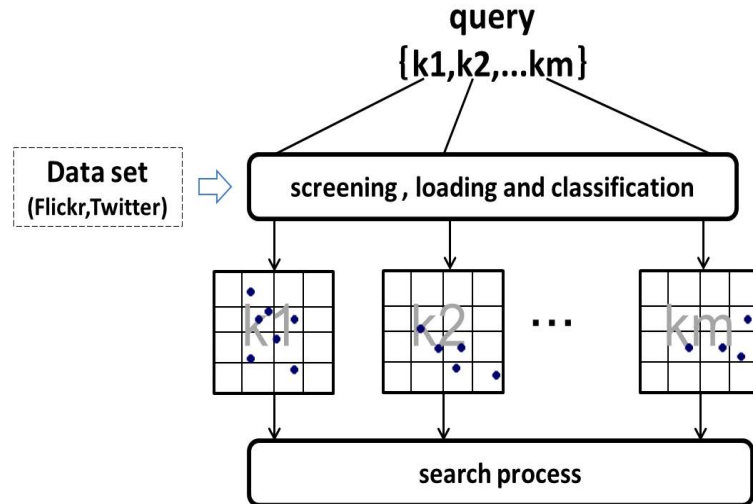 query
{k1,k2,...km}
Data set
(Flickr,Twitter)
screening , loading and classification
k1
k2
...
km
search process